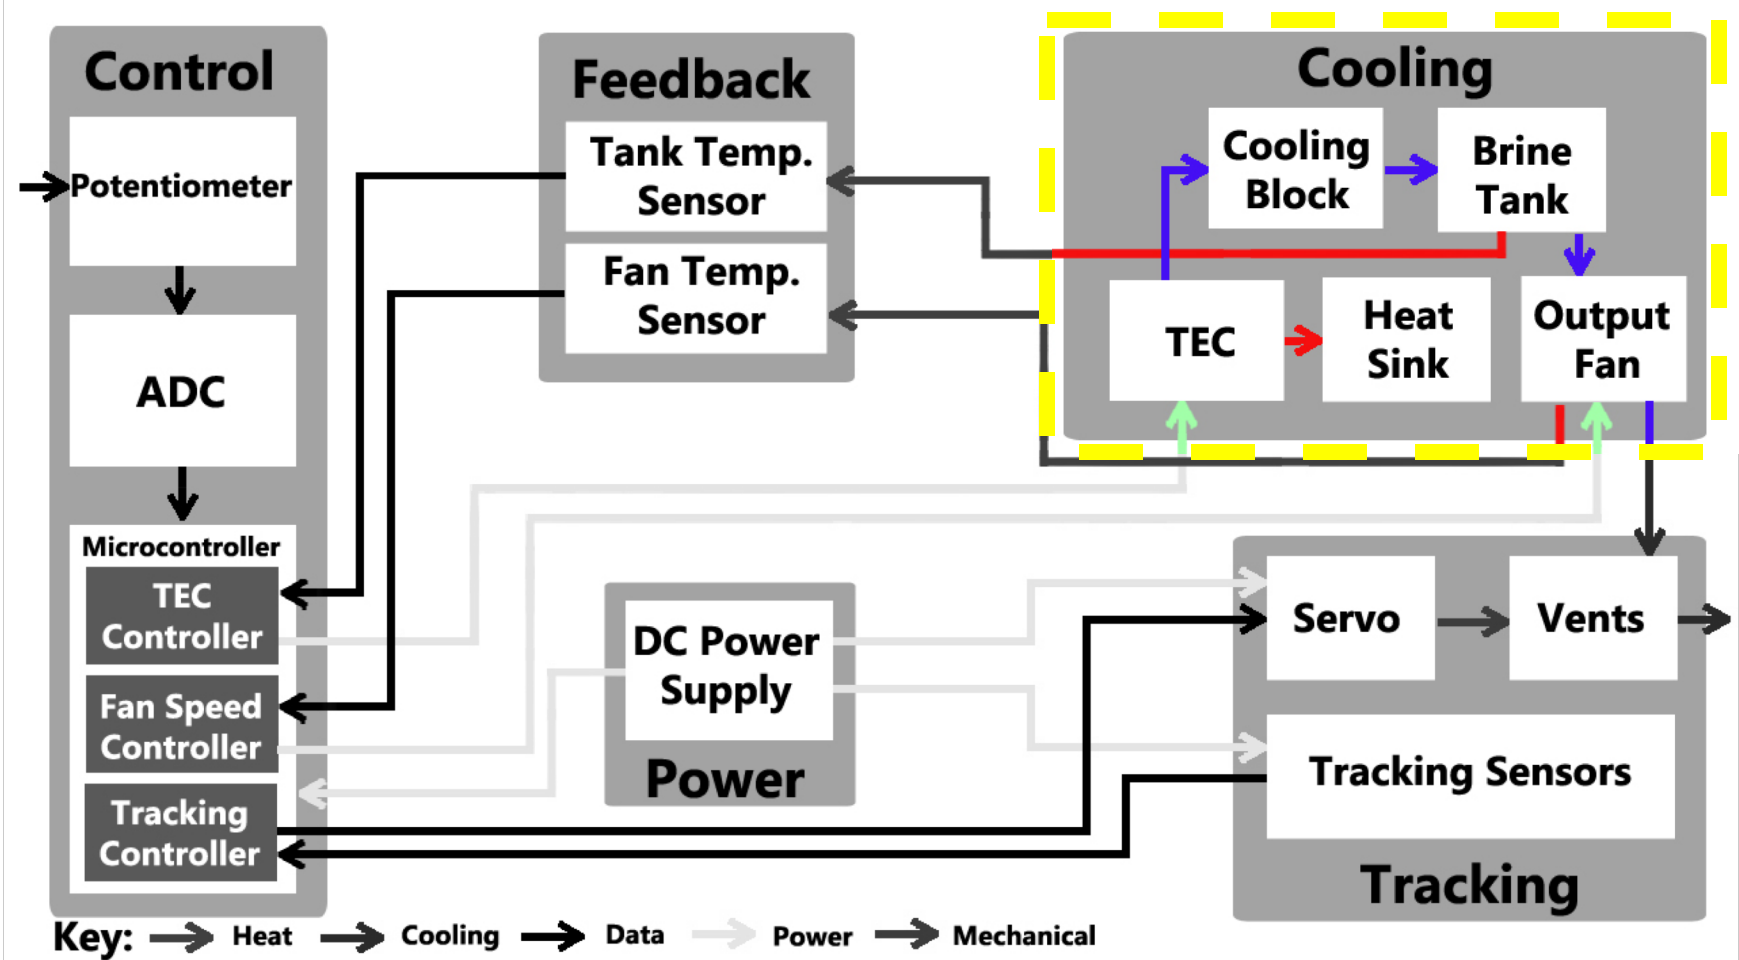 Control
Potentiometer
ADC
Microcontroller
TEC
Controller
Fan Speed
Controller
Tracking
Controller
Feedback
Tank Temp.
Sensor
Fan Temp.
Sensor
Cooling
Cooling
Block
Brine
Tank
TEC
Heat
Sink
Output
Fan
DC Power
Supply
Power
Servo
Vents
Tracking Sensors
Tracking
Key: Heat Cooling Data Power Mechanical